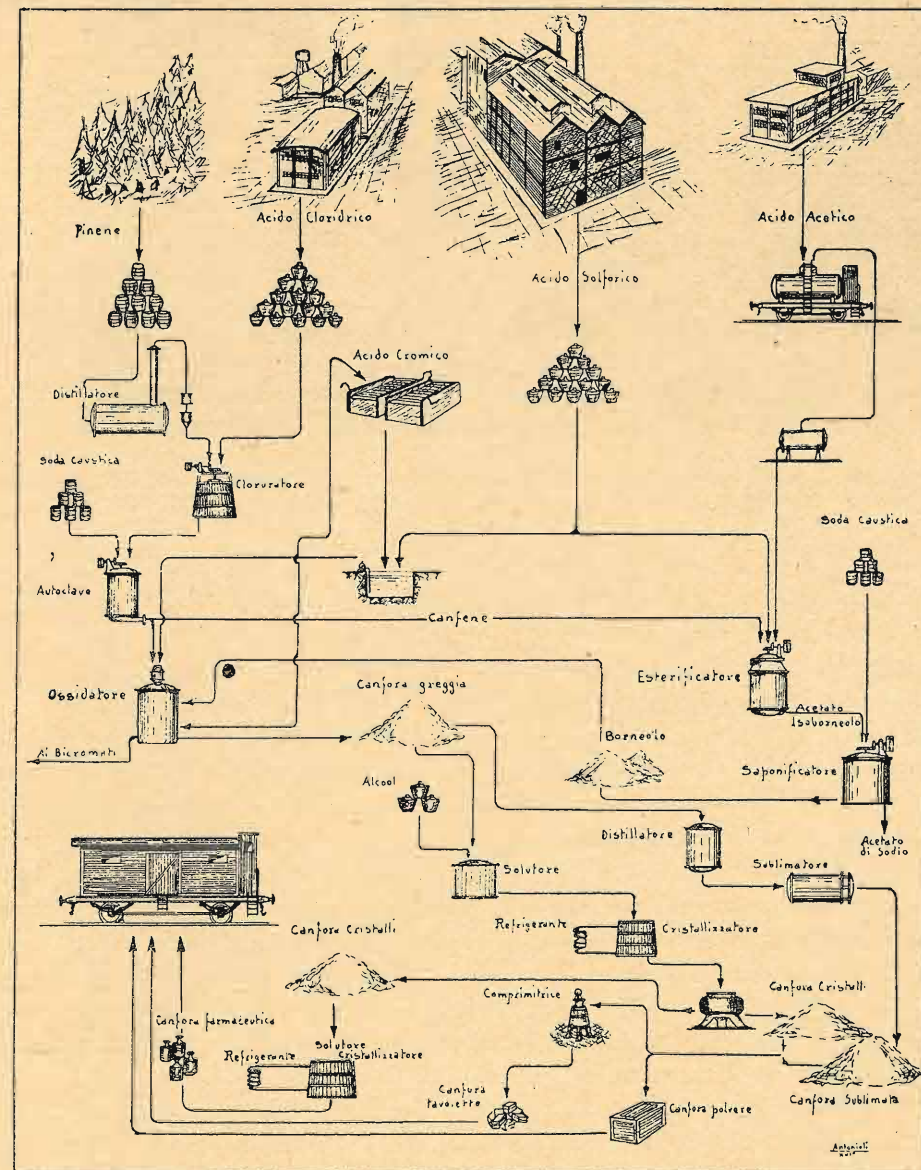 Pinene
Acido Cloridrico
Acido Solforico
Acido Acetico
Distillatore
Acido Cromico
Soda Caustica
Cloruratore
Soda Caustica
Autoclave
Canfene
Ossidatore
Canfora greggia
Esterificatore
Acetato
Isoborneolo
Ai Bicromati
Borneolo
Saponificatore
Alcool
Distillatore
Acetato
di Sodio
Solutore
Sublimatore
Canfora Cristalli
Refrigerante
Cristallizzatore
Comprimitrice
Canfora Cristalli
Canfora farmaceutica
Refrigerante
Solutore
Cristallizzatore
Canfora
tavolette
Canfora polvere
Canfora Sublimata
Antonioli